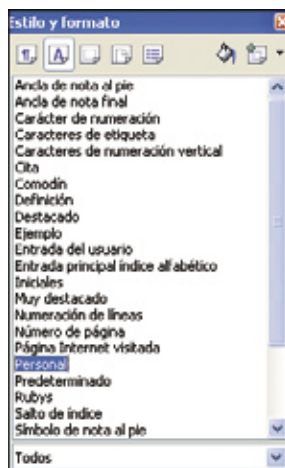 Estilo y formato
Ancla de nota al pie
Ancla de nota final
Carácter de numeración
Caracteres de etiqueta
Caracteres de numeración vertical
Cita
Comodín
Definición
Destacado
Ejemplo
Entrada del usuario
Entrada principal índice alfabético
Iniciales
Muy destacado
Numeración de líneas
Número de página
Página Internet visitada
Personal
Predeterminado
Rubys
Salto de índice
Símbolo de nota al pie
Todos